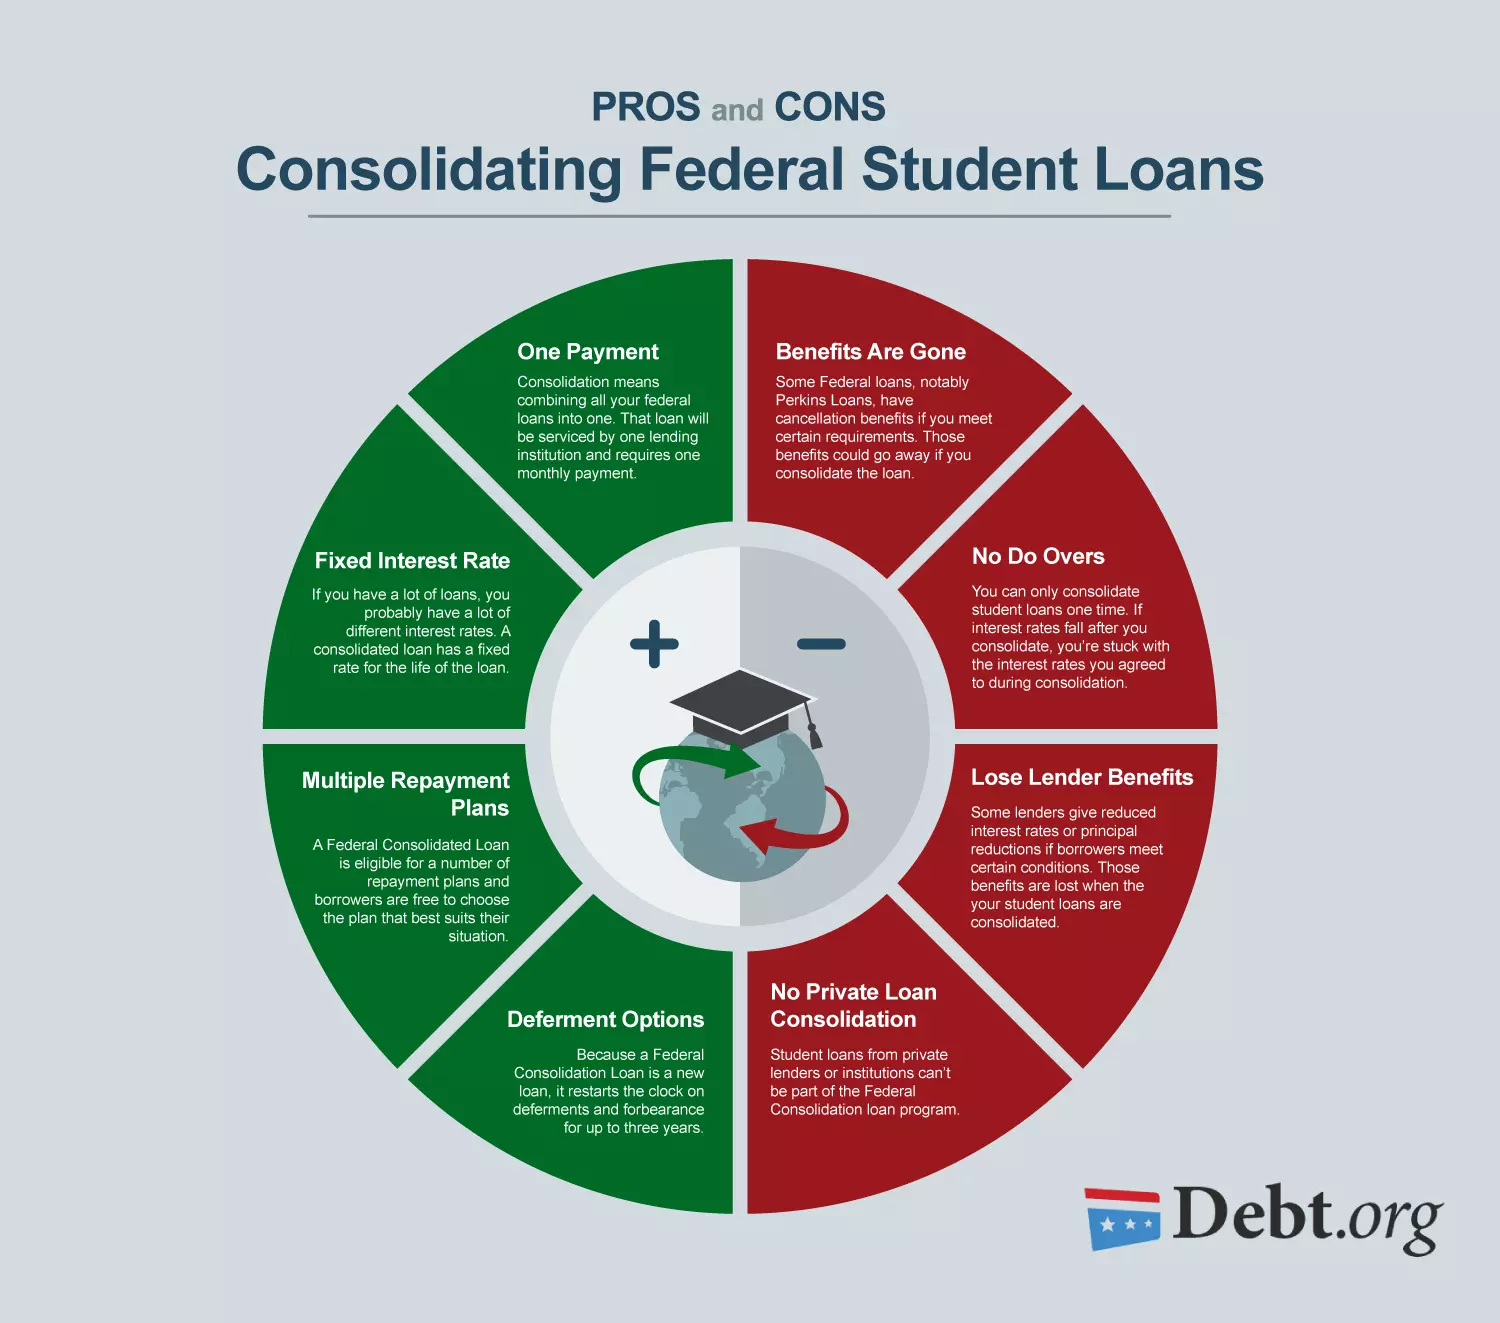 PROS and CONS
Consolidating Federal Student Loans
One Payment
Consolidation means
combining all your federal
loans into one. That loan will
be serviced by one lending
institution and requires one
monthly payment.
Benefits Are Gone
Some Federal loans, notably
Perkins Loans, have
cancellation benefits if you meet
certain requirements. Those
benefits could go away if you
consolidate the loan.
Fixed Interest Rate
If you have a lot of loans, you
probably have a lot of
different interest rates. A
consolidated loan has a fixed
rate for the life of the loan.
No Do Overs
You can only consolidate
student loans one time. If
interest rates fall after you
consolidate, you're stuck with
the interest rates you agreed
to during consolidation.
Multiple Repayment
Plans
A Federal Consolidated Loan
is eligible for a number of
repayment plans and
borrowers are free to choose
the plan that best suits their
situation.
Lose Lender Benefits
Some lenders give reduced
interest rates or principal
reductions if borrowers meet
certain conditions. Those
benefits are lost when the
your student loans are
consolidated.
Deferment Options
Because a Federal
Consolidation Loan is a new
loan, it restarts the clock on
deferments and forbearance
for up to three years.
No Private Loan
Consolidation
Student loans from private
lenders or institutions can't
be part of the Federal
Consolidation loan program.
Debt.org